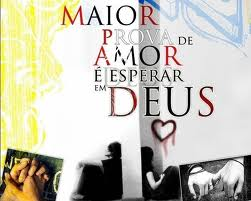 MAIOR
PROVA DE
AMOR
É ESPERAR
EM DEUS